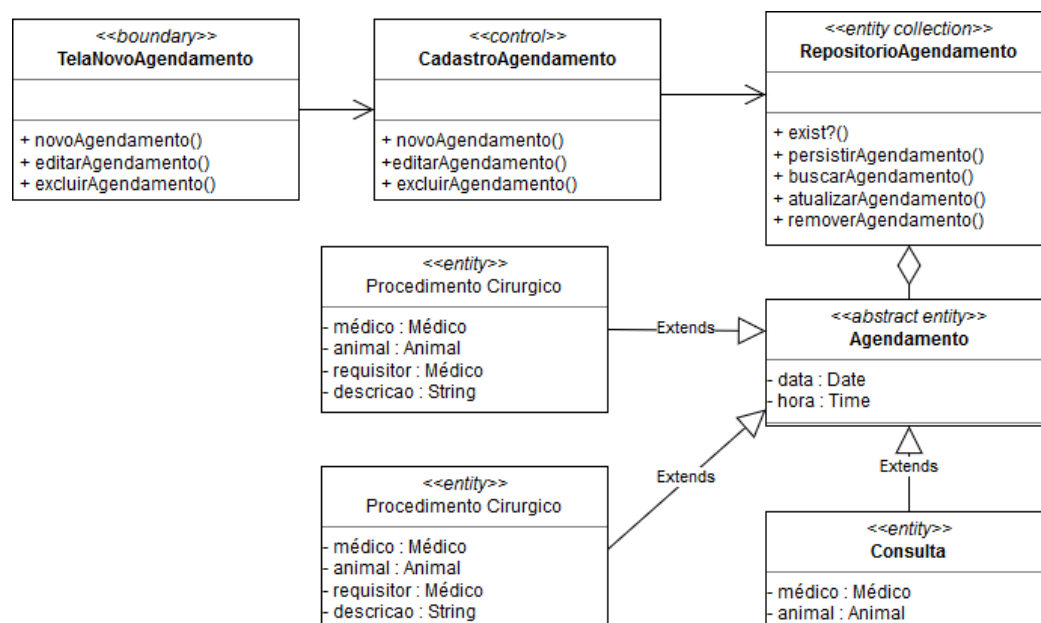 <<boundary>>
TelaNovoAgendamento
+ novoAgendamento()
+ editarAgendamento()
+ excluirAgendamento()
<<control>>
CadastroAgendamento
+ novoAgendamento()
+editarAgendamento()
+ excluirAgendamento()
<<entity collection>>
RepositorioAgendamento
+ exist?()
+ persistirAgendamento()
+ buscarAgendamento()
+ atualizarAgendamento()
+ removerAgendamento()
<<entity>>
Procedimento Cirurgico
- médico : Médico
- animal : Animal
- requisitor : Médico
- descricao : String
Extends
<<abstract entity>>
Agendamento
- data : Date
- hora : Time
<<entity>>
Procedimento Cirurgico
- médico : Médico
- animal : Animal
- requisitor : Médico
- descricao : String
Extends
Extends
<<entity>>
Consulta
- médico : Médico
- animal : Animal